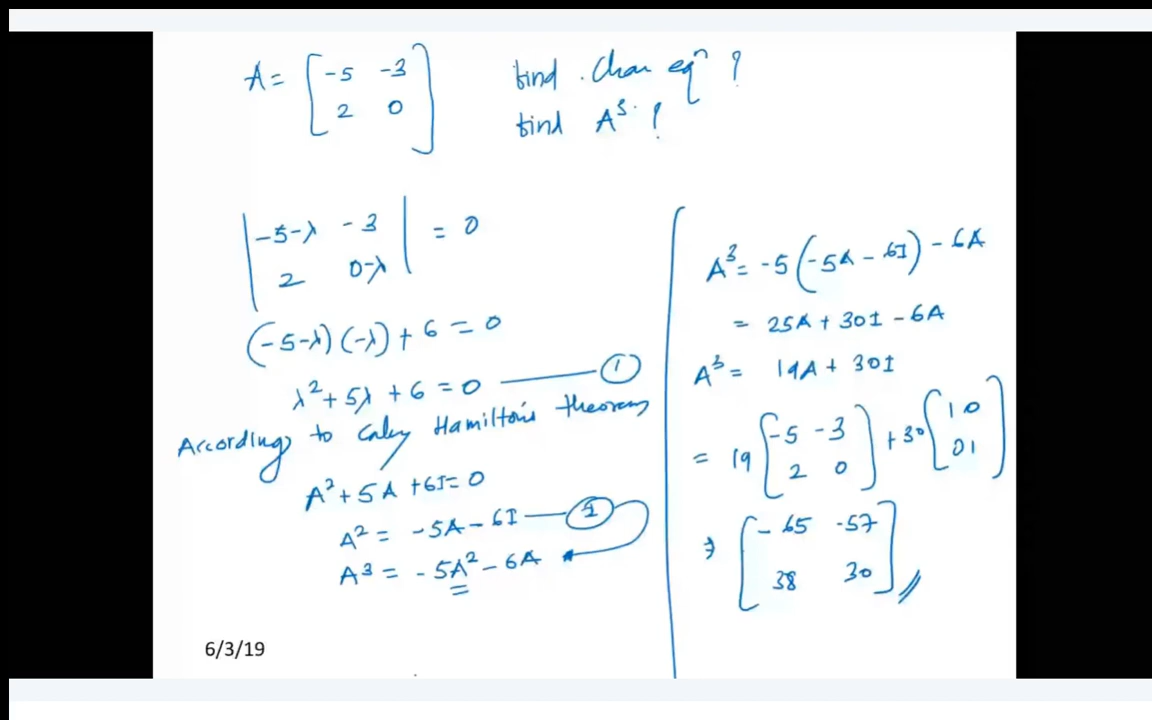 A = [ -5 -3 ; 2 0 ] find . Char eqⁿ ?
find A³ ?
| -5-λ -3 ; 2 0-λ | = 0
(-5-λ)(-λ) + 6 = 0
λ² + 5λ + 6 = 0 —— ①
According to Caley Hamilton's theorem
A² + 5A + 6I = 0
A² = -5A - 6I —— ②
A³ = -5A² - 6A
A³ = -5(-5A - 6I) - 6A
= 25A + 30I - 6A
A³ = 19A + 30I
= 19 [ -5 -3 ; 2 0 ] + 30 [ 1 0 ; 0 1 ]
⇒ [ -65 -57 ; 38 30 ] //
6/3/19